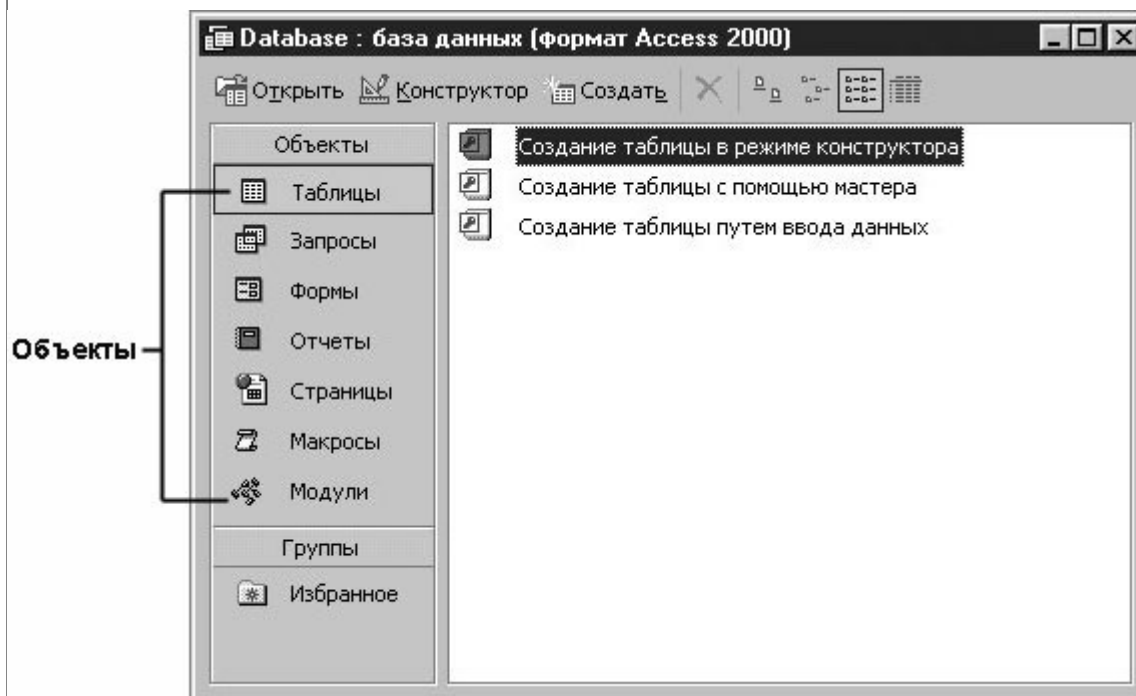 Database : база данных (формат Access 2000)
Открыть Конструктор Создать
Объекты
Таблицы
Запросы
Формы
Отчеты
Страницы
Макросы
Модули
Группы
Избранное
Создание таблицы в режиме конструктора
Создание таблицы с помощью мастера
Создание таблицы путем ввода данных
Объекты